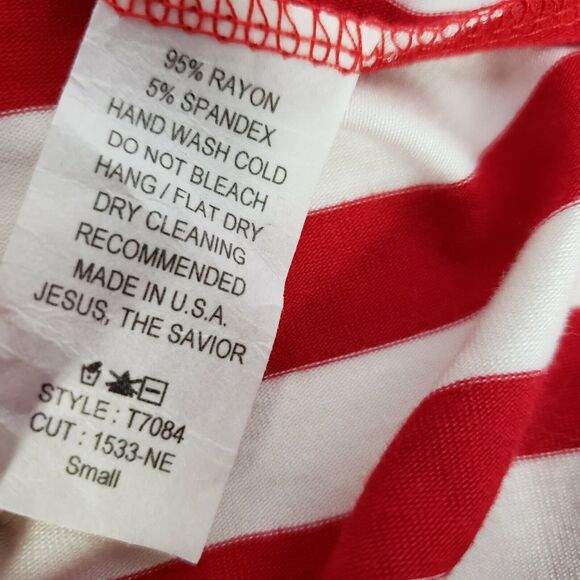 95% RAYON
5% SPANDEX
HAND WASH COLD
DO NOT BLEACH
HANG / FLAT DRY
DRY CLEANING
RECOMMENDED
MADE IN U.S.A.
JESUS, THE SAVIOR
STYLE : T7084
CUT : 1533-NE
Small